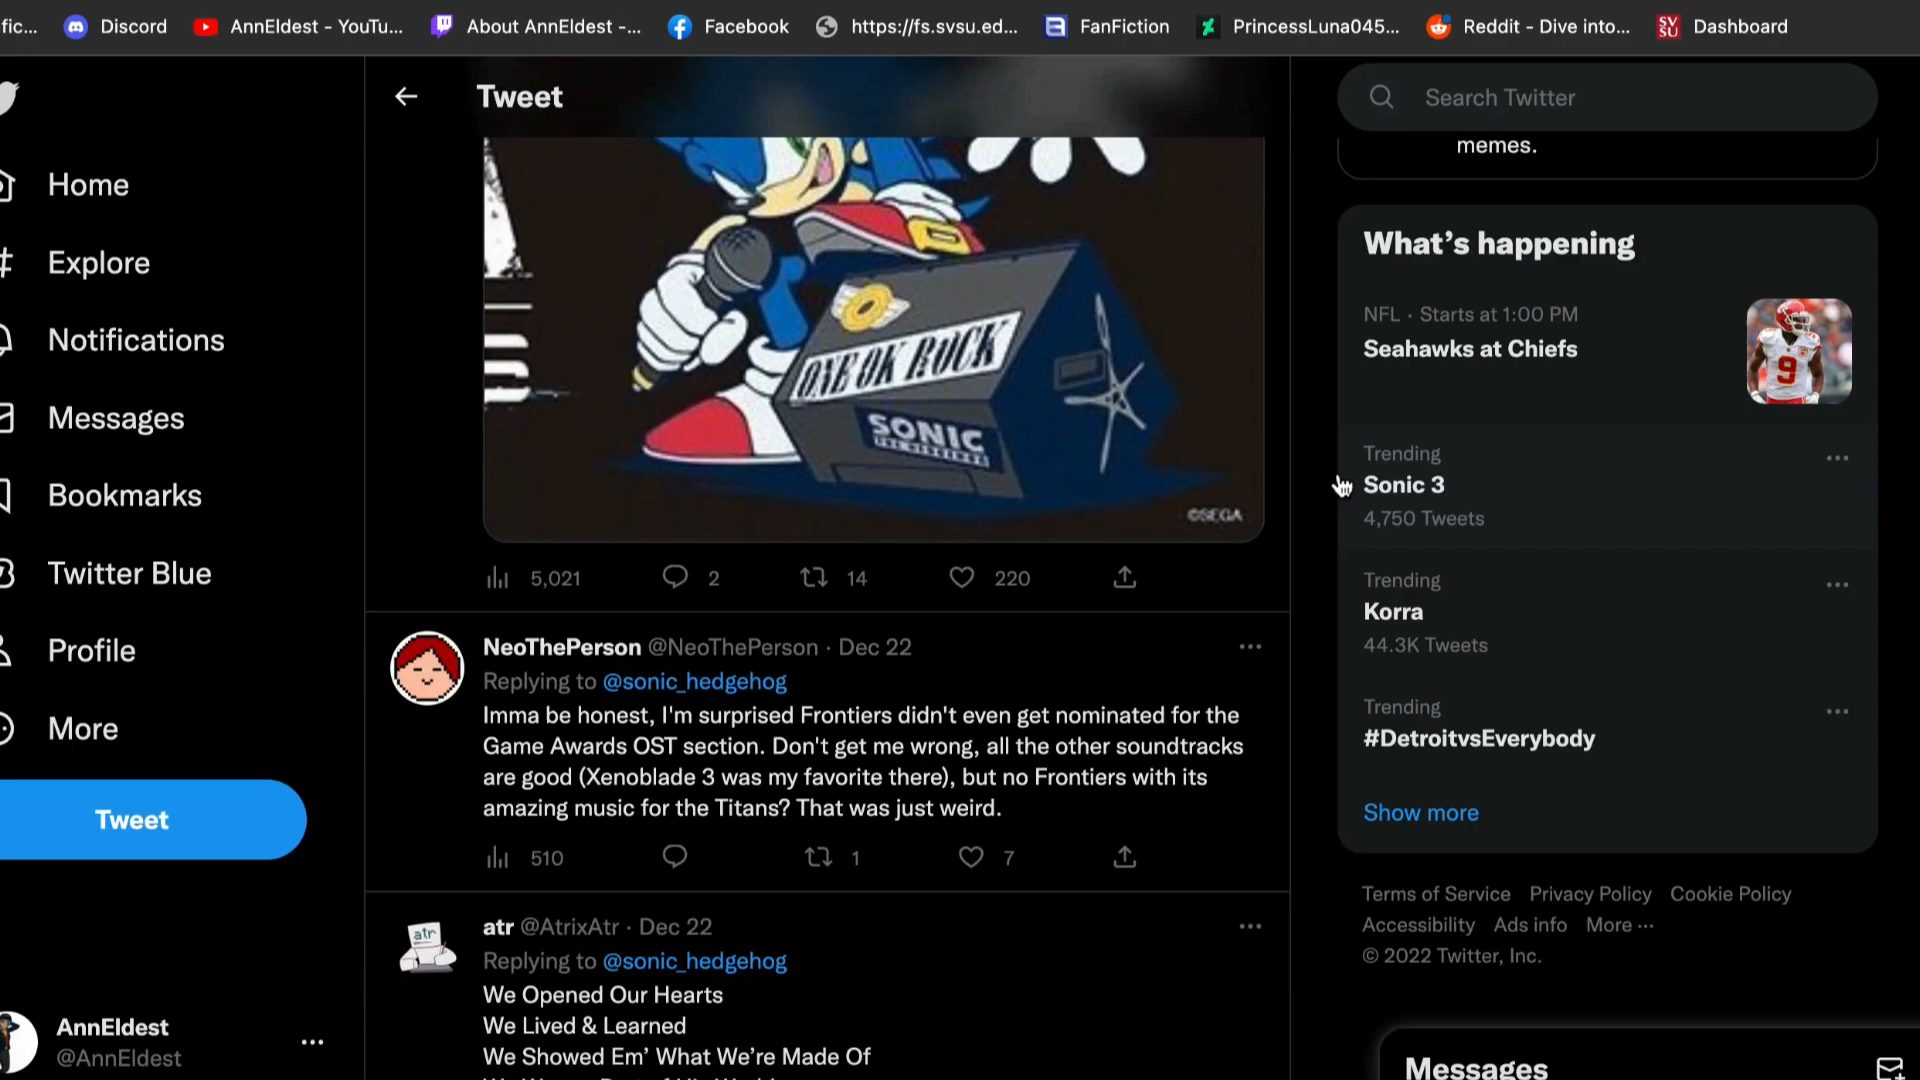 fic...
Discord
AnnEldest - YouTu...
About AnnEldest -...
Facebook
https://fs.svsu.ed...
FanFiction
PrincessLuna045...
Reddit - Dive into...
SV
SU
Dashboard
Home
Explore
Notifications
Messages
Bookmarks
Twitter Blue
Profile
More
Tweet
AnnEldest
@AnnEldest
Tweet
ONE OK ROCK
SONIC
THE HEDGEHOG
©SEGA
5,021 2 14 220
NeoThePerson @NeoThePerson · Dec 22
Replying to @sonic_hedgehog
Imma be honest, I'm surprised Frontiers didn't even get nominated for the
Game Awards OST section. Don't get me wrong, all the other soundtracks
are good (Xenoblade 3 was my favorite there), but no Frontiers with its
amazing music for the Titans? That was just weird.
510 1 7
atr
atr @AtrixAtr · Dec 22
Replying to @sonic_hedgehog
We Opened Our Hearts
We Lived & Learned
We Showed Em' What We're Made Of
Search Twitter
memes.
What's happening
NFL · Starts at 1:00 PM
Seahawks at Chiefs
9
Trending
Sonic 3
4,750 Tweets
Trending
Korra
44.3K Tweets
Trending
#DetroitvsEverybody
Show more
Terms of Service Privacy Policy Cookie Policy
Accessibility Ads info More ···
© 2022 Twitter, Inc.
Messages